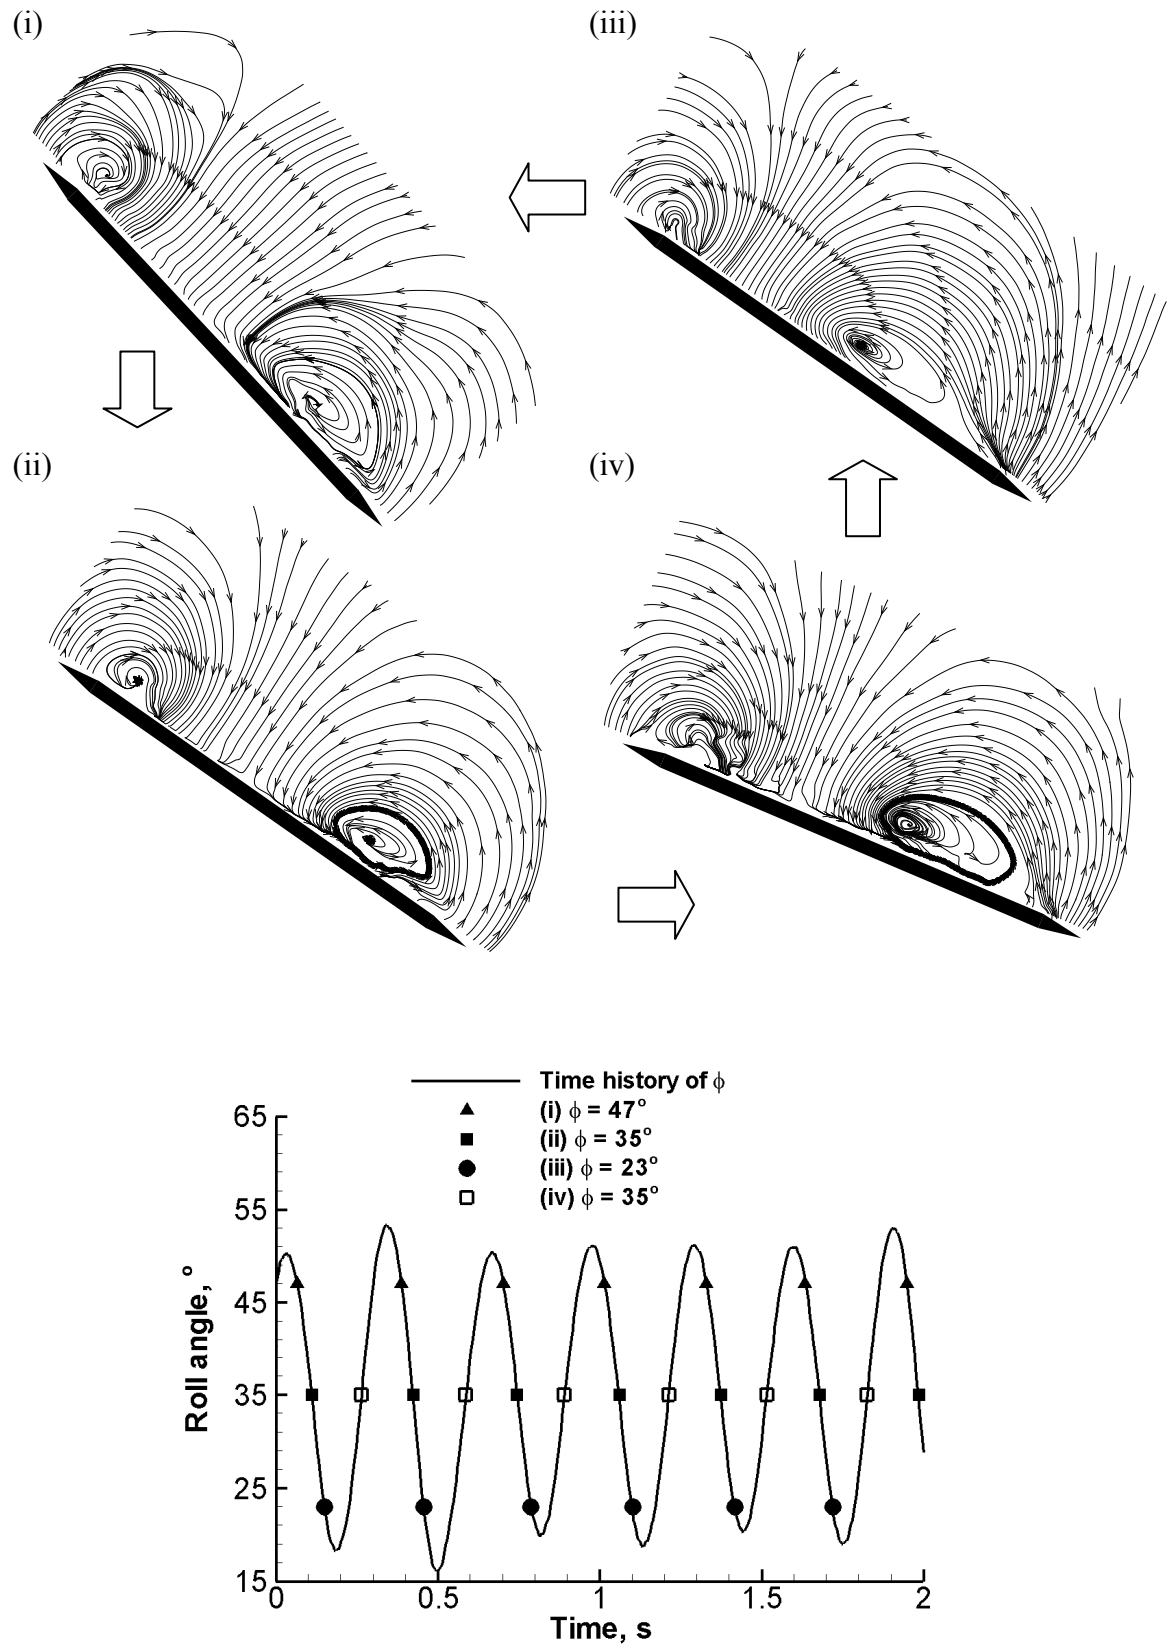 (i)
(iii)
(ii)
(iv)
Time history of ϕ
(i) ϕ = 47°
(ii) ϕ = 35°
(iii) ϕ = 23°
(iv) ϕ = 35°
65
55
45
35
25
15
Roll angle, °
0
0.5
1
1.5
2
Time, s